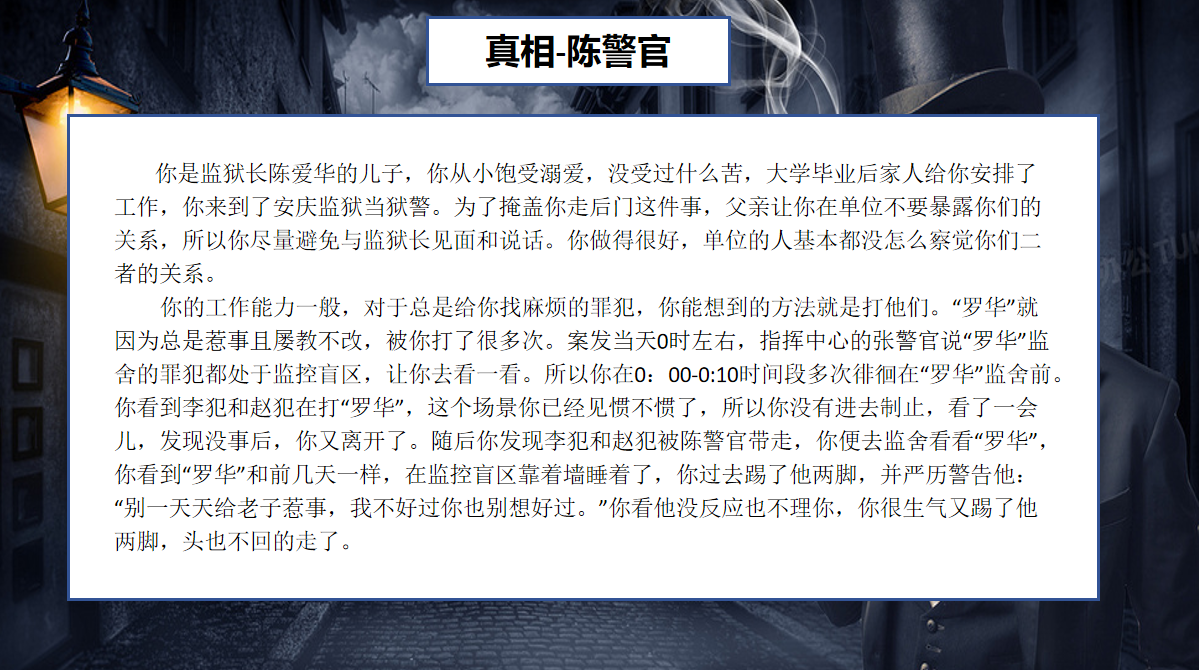 真相-陈警官
你是监狱长陈爱华的儿子，你从小饱受溺爱，没受过什么苦，大学毕业后家人给你安排了
工作，你来到了安庆监狱当狱警。为了掩盖你走后门这件事，父亲让你在单位不要暴露你们的
关系，所以你尽量避免与监狱长见面和说话。你做得很好，单位的人基本都没怎么察觉你们二
者的关系。
你的工作能力一般，对于总是给你找麻烦的罪犯，你能想到的方法就是打他们。“罗华”就
因为总是惹事且屡教不改，被你打了很多次。案发当天0时左右，指挥中心的张警官说“罗华”监
舍的罪犯都处于监控盲区，让你去看一看。所以你在0：00-0:10时间段多次徘徊在“罗华”监舍前。
你看到李犯和赵犯在打“罗华”，这个场景你已经见惯不惯了，所以你没有进去制止，看了一会
儿，发现没事后，你又离开了。随后你发现李犯和赵犯被陈警官带走，你便去监舍看看“罗华”，
你看到“罗华”和前几天一样，在监控盲区靠着墙睡着了，你过去踢了他两脚，并严厉警告他：
“别一天天给老子惹事，我不好过你也别想好过。”你看他没反应也不理你，你很生气又踢了他
两脚，头也不回的走了。